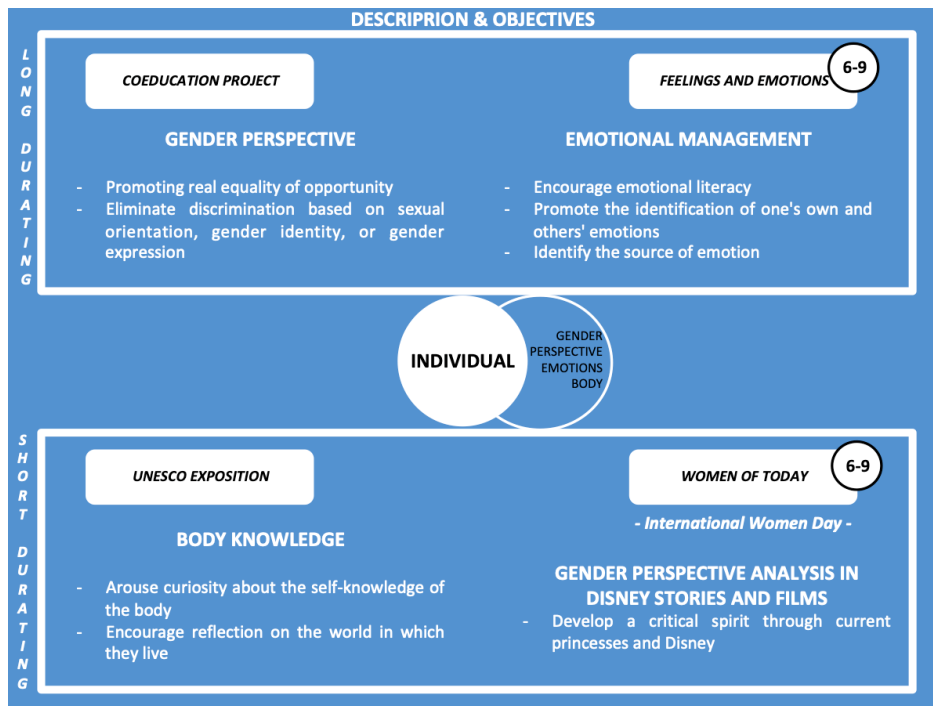 DESCRIPRION & OBJECTIVES
LONG DURATING
COEDUCATION PROJECT
FEELINGS AND EMOTIONS
6-9
GENDER PERSPECTIVE
- Promoting real equality of opportunity
- Eliminate discrimination based on sexual
orientation, gender identity, or gender
expression
EMOTIONAL MANAGEMENT
- Encourage emotional literacy
- Promote the identification of one's own and
others' emotions
- Identify the source of emotion
INDIVIDUAL
GENDER
PERSPECTIVE
EMOTIONS
BODY
SHORT DURATING
UNESCO EXPOSITION
BODY KNOWLEDGE
- Arouse curiosity about the self-knowledge of
the body
- Encourage reflection on the world in which
they live
WOMEN OF TODAY
6-9
- International Women Day -
GENDER PERSPECTIVE ANALYSIS IN
DISNEY STORIES AND FILMS
- Develop a critical spirit through current
princesses and Disney